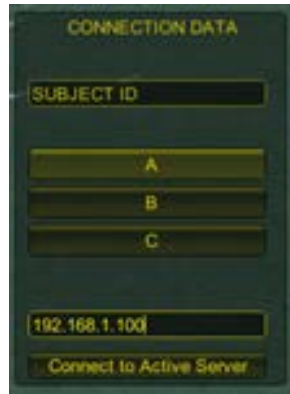 CONNECTION DATA
SUBJECT ID
A
B
C
192.168.1.100
Connect to Active Server